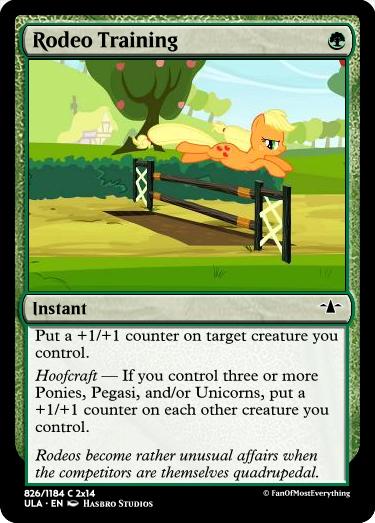 Rodeo Training
Instant
Put a +1/+1 counter on target creature you
control.
Hoofcraft — If you control three or more
Ponies, Pegasi, and/or Unicorns, put a
+1/+1 counter on each other creature you
control.
Rodeos become rather unusual affairs when
the competitors are themselves quadrupedal.
826/1184 C 2x14
ULA · EN Hasbro Studios
© FanOfMostEverything